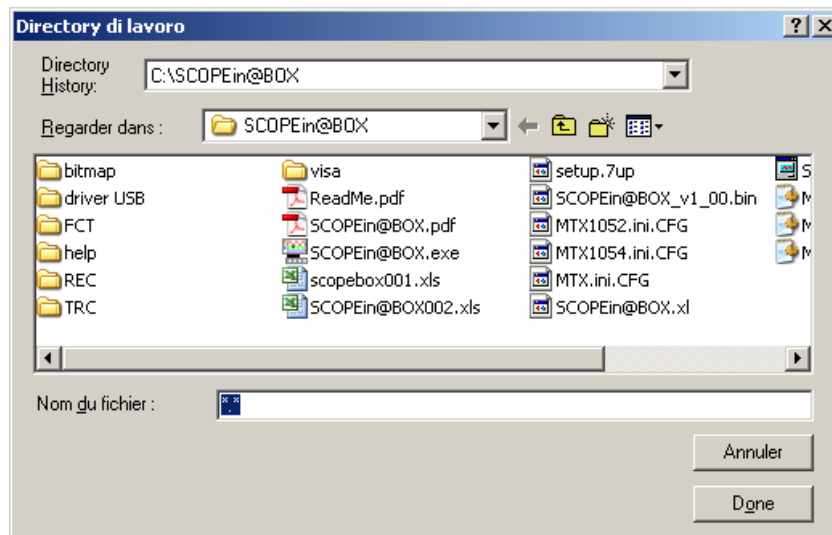 Directory di lavoro
Directory History: C:\SCOPEin@BOX
Regarder dans : SCOPEin@BOX
bitmap visa setup.7up S
driver USB ReadMe.pdf SCOPEin@BOX_v1_00.bin M
FCT SCOPEin@BOX.pdf MTX1052.ini.CFG M
help SCOPEin@BOX.exe MTX1054.ini.CFG M
REC scopebox001.xls MTX.ini.CFG
TRC SCOPEin@BOX002.xls SCOPEin@BOX.xl
Nom du fichier : *.*
Annuler
Done